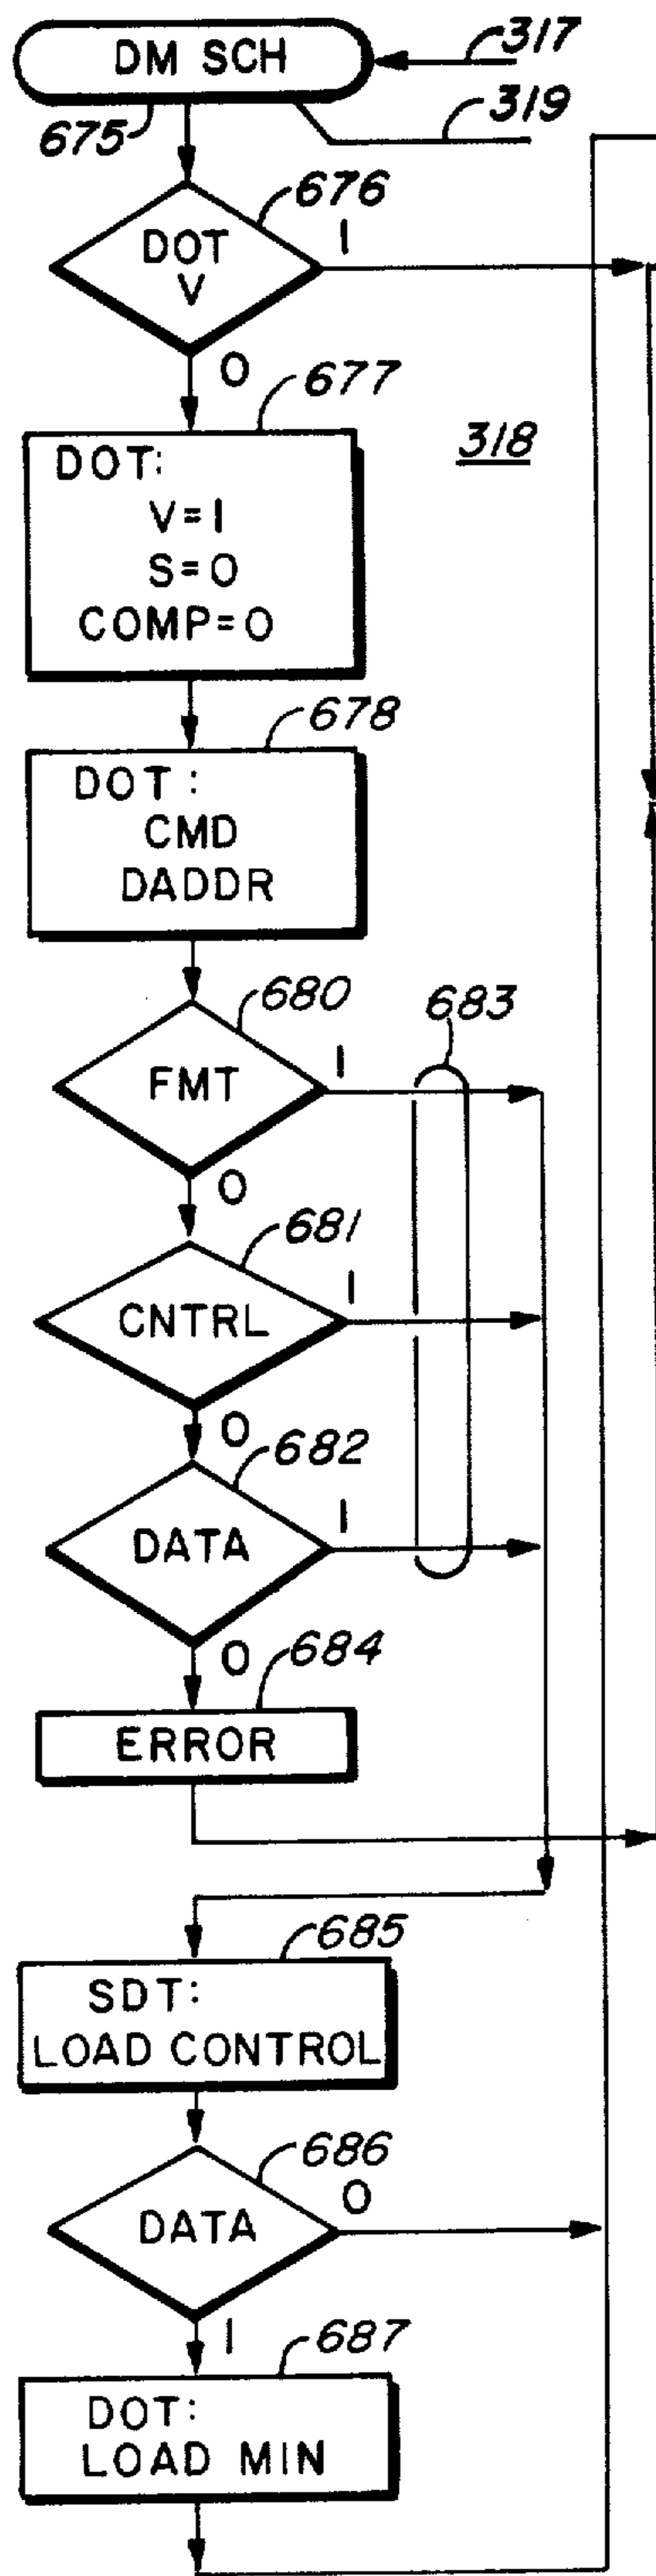 DM SCH
317
319
675
676
DOT
V
1
0
677
318
DOT:
V=1
S=0
COMP=0
678
DOT:
CMD
DADDR
680
683
FMT
1
0
681
CNTRL
1
0
682
DATA
1
0
684
ERROR
685
SDT:
LOAD CONTROL
686
DATA
0
1
687
DOT:
LOAD MIN